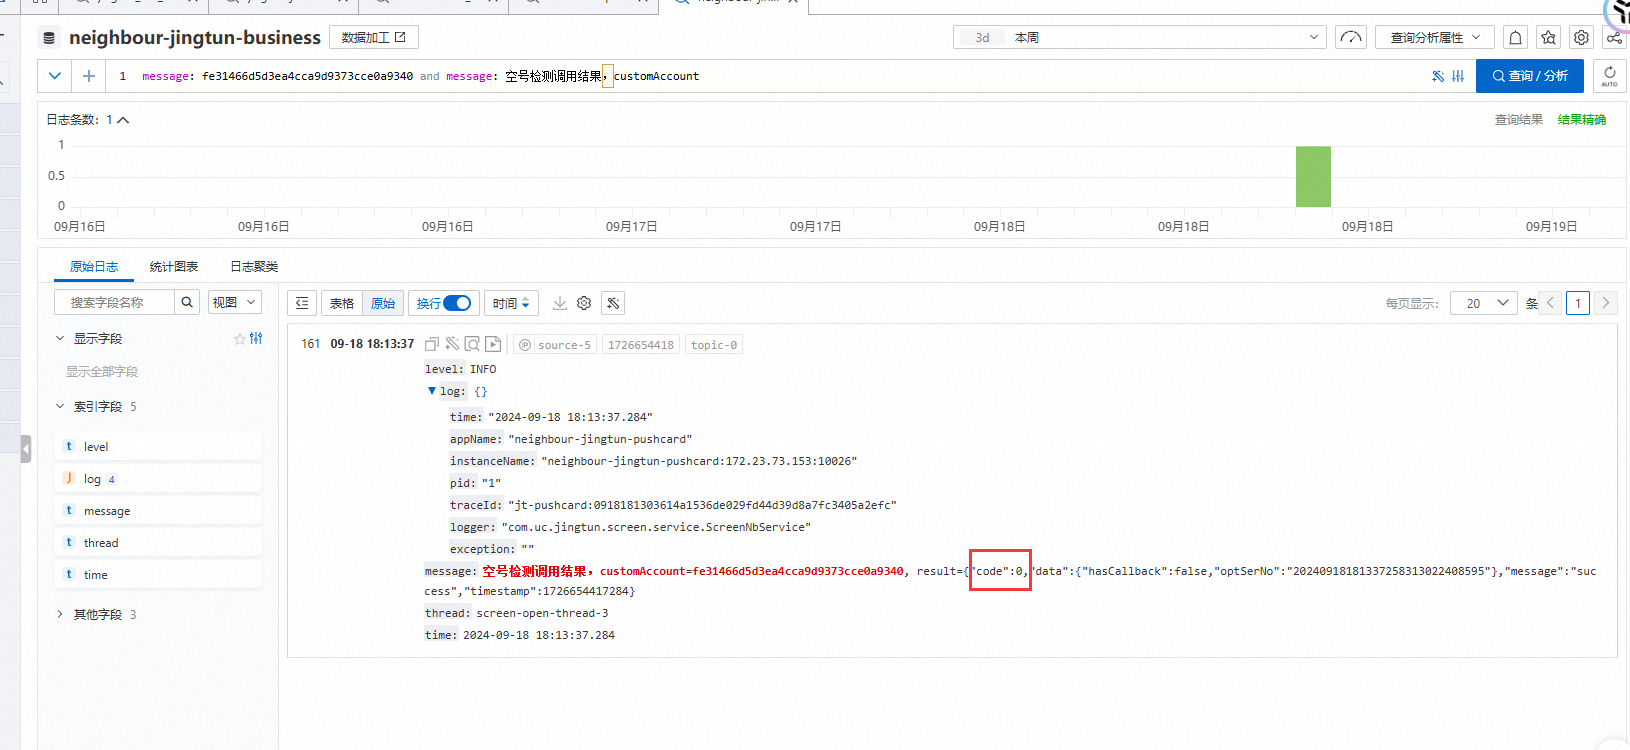 neighbour-jingtun-business
数据加工
3d 本周
查询分析属性
1 message: fe31466d5d3ea4cca9d9373cce0a9340 and message: 空号检测调用结果，customAccount
查询 / 分析
AUTO
日志条数: 1
查询结果 结果精确
1
0.5
0
09月16日 09月16日 09月16日 09月17日 09月17日 09月18日 09月18日 09月18日 09月19日
原始日志 统计图表 日志聚类
搜索字段名称 视图
表格 原始 换行 时间
每页显示: 20 条 1
显示字段
显示全部字段
索引字段 5
t level
J log 4
t message
t thread
t time
其他字段 3
161 09-18 18:13:37 source-5 1726654418 topic-0
level: INFO
log: {}
time: "2024-09-18 18:13:37.284"
appName: "neighbour-jingtun-pushcard"
instanceName: "neighbour-jingtun-pushcard:172.23.73.153:10026"
pid: "1"
traceId: "jt-pushcard:0918181303614a1536de029fd44d39d8a7fc3405a2efc"
logger: "com.uc.jingtun.screen.service.ScreenNbService"
exception: ""
message: 空号检测调用结果，customAccount=fe31466d5d3ea4cca9d9373cce0a9340, result={"code":0,"data":{"hasCallback":false,"optSerNo":"202409181813372583130224085​95"},"message":"suc
cess","timestamp":1726654417284}
thread: screen-open-thread-3
time: 2024-09-18 18:13:37.284